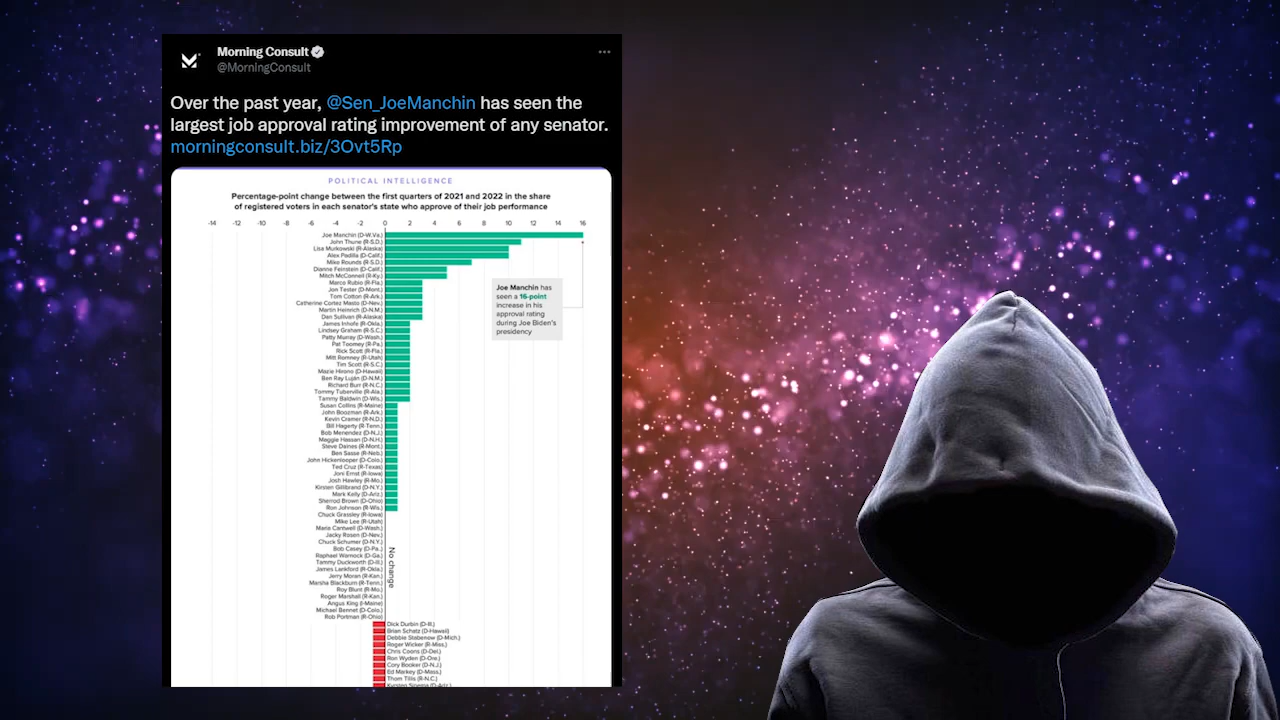 Morning Consult
@MorningConsult
Over the past year, @Sen_JoeManchin has seen the
largest job approval rating improvement of any senator.
morningconsult.biz/3Ovt5Rp
POLITICAL INTELLIGENCE
Percentage-point change between the first quarters of 2021 and 2022 in the share
of registered voters in each senator's state who approve of their job performance
-14 -12 -10 -8 -6 -4 -2 0 2 4 6 8 10 12 14 16
Joe Manchin (D-W.Va.)
John Thune (R-S.D.)
Lisa Murkowski (R-Alaska)
Alex Padilla (D-Calif.)
Mike Rounds (R-S.D.)
Dianne Feinstein (D-Calif.)
Mitch McConnell (R-Ky.)
Marco Rubio (R-Fla.)
Jon Tester (D-Mont.)
Tom Cotton (R-Ark.)
Catherine Cortez Masto (D-Nev.)
Martin Heinrich (D-N.M.)
Dan Sullivan (R-Alaska)
James Inhofe (R-Okla.)
Lindsey Graham (R-S.C.)
Patty Murray (D-Wash.)
Pat Toomey (R-Pa.)
Rick Scott (R-Fla.)
Mitt Romney (R-Utah)
Tim Scott (R-S.C.)
Mazie Hirono (D-Hawaii)
Ben Ray Luján (D-N.M.)
Richard Burr (R-N.C.)
Tommy Tuberville (R-Ala.)
Tammy Baldwin (D-Wis.)
Susan Collins (R-Maine)
John Boozman (R-Ark.)
Kevin Cramer (R-N.D.)
Bill Hagerty (R-Tenn.)
Bob Menendez (D-N.J.)
Maggie Hassan (D-N.H.)
Steve Daines (R-Mont.)
Ben Sasse (R-Neb.)
John Hickenlooper (D-Colo.)
Ted Cruz (R-Texas)
Joni Ernst (R-Iowa)
Josh Hawley (R-Mo.)
Kirsten Gillibrand (D-N.Y.)
Mark Kelly (D-Ariz.)
Sherrod Brown (D-Ohio)
Ron Johnson (R-Wis.)
Chuck Grassley (R-Iowa)
Mike Lee (R-Utah)
Maria Cantwell (D-Wash.)
Jacky Rosen (D-Nev.)
Chuck Schumer (D-N.Y.)
Bob Casey (D-Pa.)
Raphael Warnock (D-Ga.)
Tammy Duckworth (D-Ill.)
James Lankford (R-Okla.)
Jerry Moran (R-Kan.)
Marsha Blackburn (R-Tenn.)
Roy Blunt (R-Mo.)
Roger Marshall (R-Kan.)
Angus King (I-Maine)
Michael Bennet (D-Colo.)
Rob Portman (R-Ohio)
No change
Joe Manchin has
seen a 16-point
increase in his
approval rating
during Joe Biden's
presidency
Dick Durbin (D-Ill.)
Brian Schatz (D-Hawaii)
Debbie Stabenow (D-Mich.)
Roger Wicker (R-Miss.)
Chris Coons (D-Del.)
Ron Wyden (D-Ore.)
Cory Booker (D-N.J.)
Ed Markey (D-Mass.)
Thom Tillis (R-N.C.)
Kyrsten Sinema (D-Ariz.)